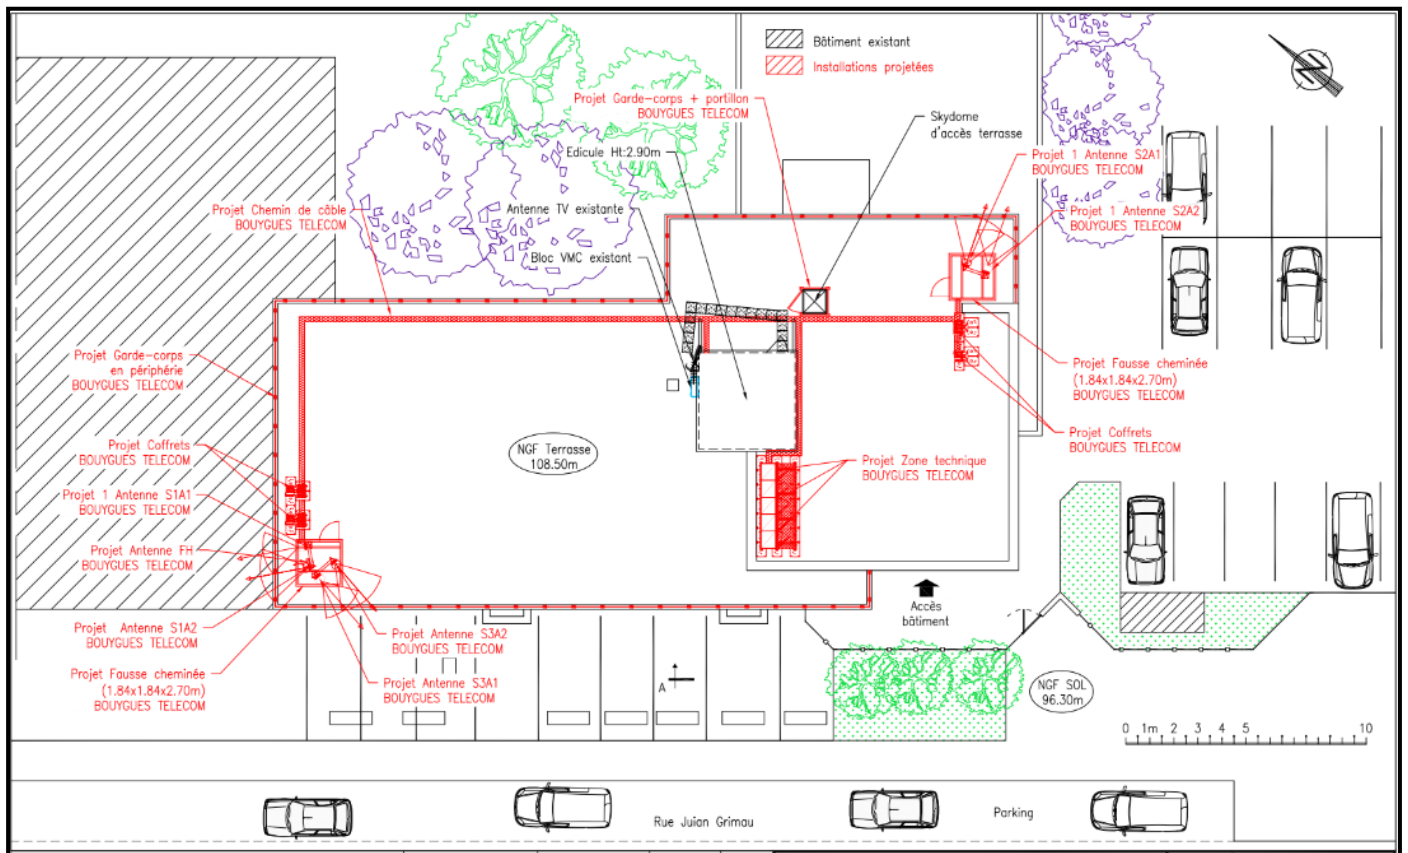 Bâtiment existant
Installations projetées
Projet Garde-corps + portillon
BOUYGUES TELECOM
Skydome
d'accès terrasse
Edicule Ht:2.90m
Projet 1 Antenne S2A1
BOUYGUES TELECOM
Projet Chemin de câble
BOUYGUES TELECOM
Antenne TV existante
Projet 1 Antenne S2A2
BOUYGUES TELECOM
Bloc VMC existant
Projet Garde-corps
en périphérie
BOUYGUES TELECOM
Projet Fausse cheminée
(1.84x1.84x2.70m)
BOUYGUES TELECOM
Projet Coffrets
BOUYGUES TELECOM
Projet Coffrets
BOUYGUES TELECOM
NGF Terrasse
108.50m
Projet Zone technique
BOUYGUES TELECOM
Projet 1 Antenne S1A1
BOUYGUES TELECOM
Projet Antenne FH
BOUYGUES TELECOM
Accès
bâtiment
Projet Antenne S1A2
BOUYGUES TELECOM
Projet Antenne S3A2
BOUYGUES TELECOM
Projet Fausse cheminée
(1.84x1.84x2.70m)
BOUYGUES TELECOM
Projet Antenne S3A1
BOUYGUES TELECOM
A
NGF SOL
96.30m
0 1m 2 3 4 5 10
Rue Juian Grimau
Parking